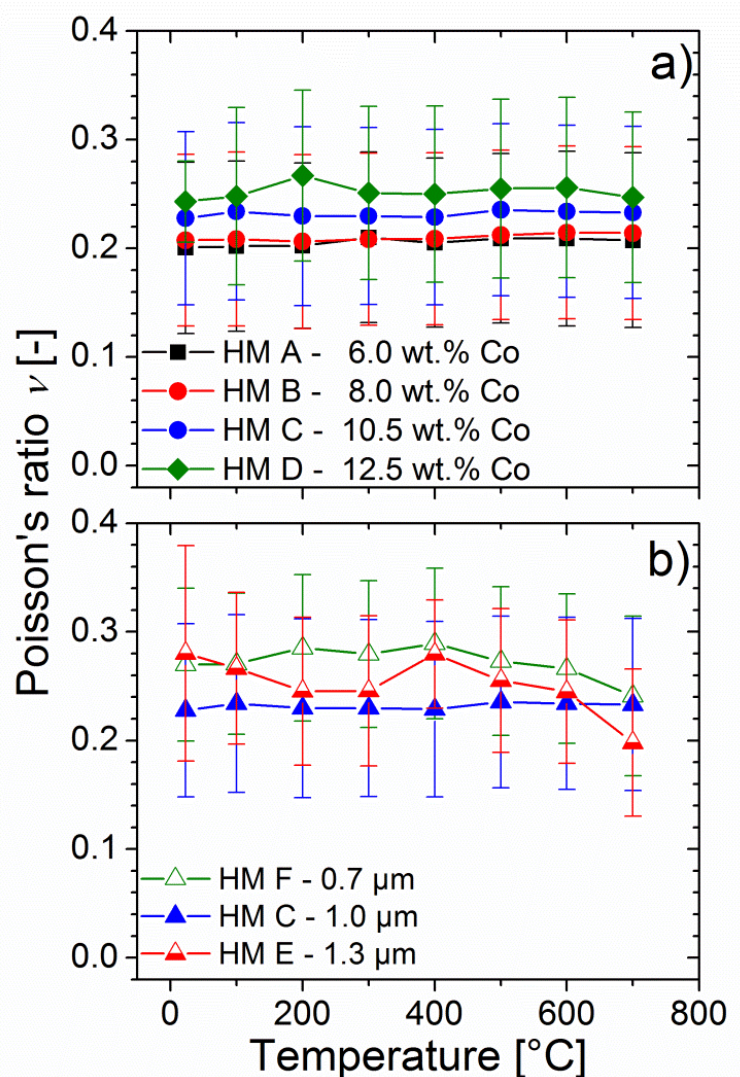 Poisson's ratio ν [-]
0.4
0.3
0.2
0.1
0.0
a)
HM A - 6.0 wt.% Co
HM B - 8.0 wt.% Co
HM C - 10.5 wt.% Co
HM D - 12.5 wt.% Co
0.4
0.3
0.2
0.1
0.0
b)
HM F - 0.7 µm
HM C - 1.0 µm
HM E - 1.3 µm
0 200 400 600 800
Temperature [°C]